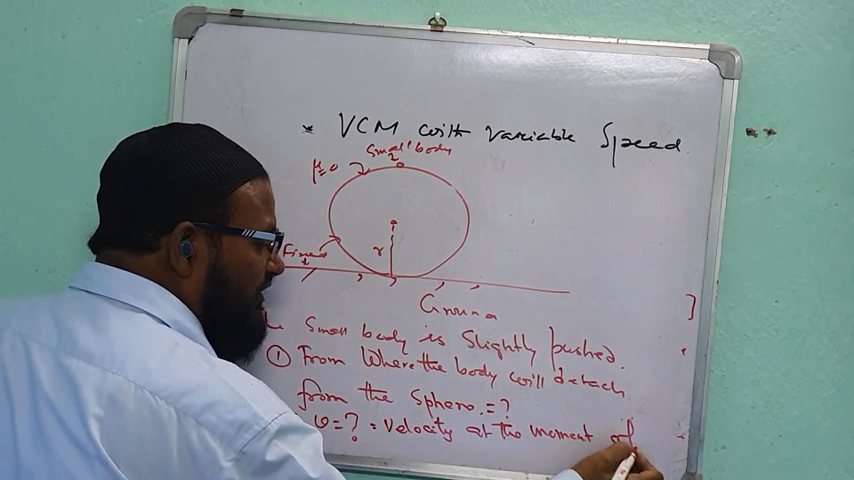 * VCM with variable Speed
Small body
μ=0
Fixed
r
Ground
Small body is Slightly pushed.
① From Where the body will detach
from the Sphere.=?
v=? = Velocity at the moment of